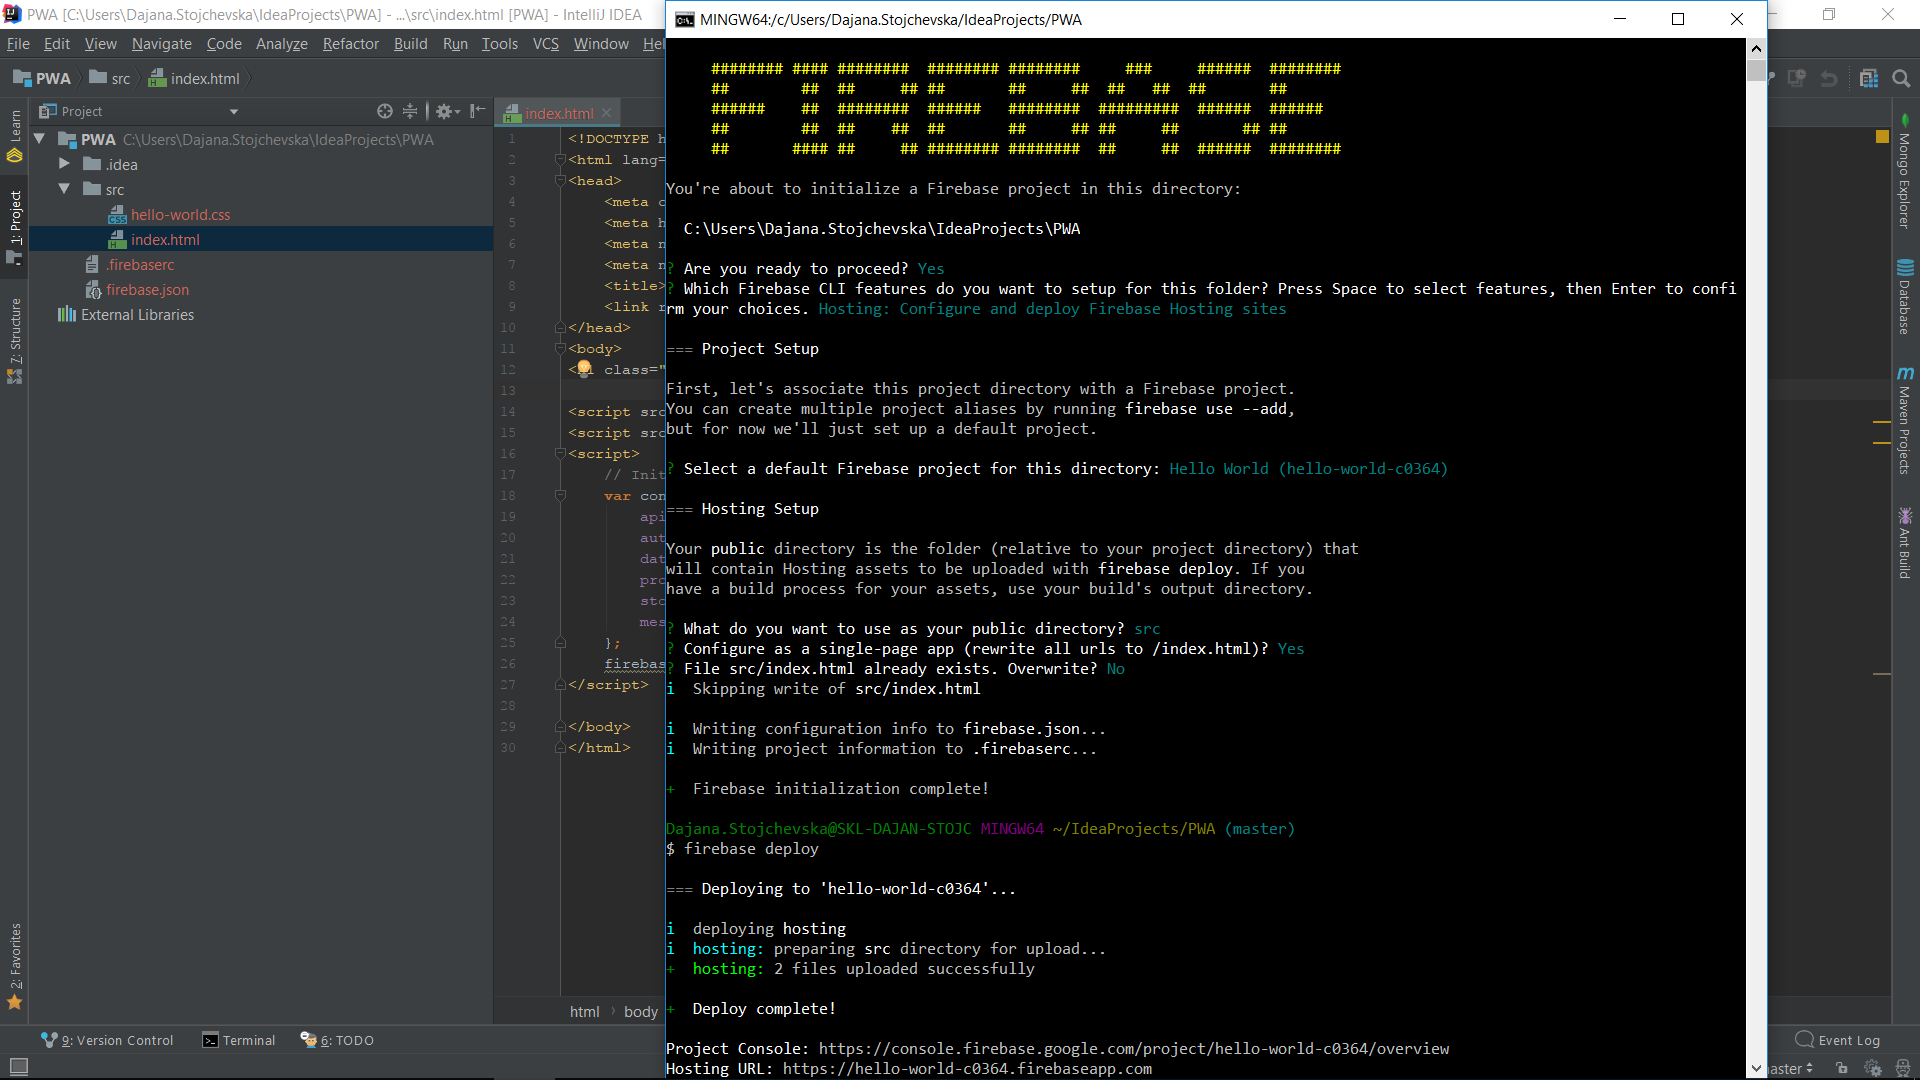 PWA [C:\Users\Dajana.Stojchevska\IdeaProjects\PWA] - ...\src\index.html [PWA] - IntelliJ IDEA
File Edit View Navigate Code Analyze Refactor Build Run Tools VCS Window Hel
PWA src index.html
Project
PWA C:\Users\Dajana.Stojchevska\IdeaProjects\PWA
.idea
src
hello-world.css
index.html
.firebaserc
firebase.json
External Libraries
Learn
1: Project
7: Structure
2: Favorites
index.html
1 <!DOCTYPE h
2 <html lang=
3 <head>
4 <meta c
5 <meta h
6 <meta n
7 <meta n
8 <title>
9 <link r
10 </head>
11 <body>
12 class="
13
14 <script src
15 <script src
16 <script>
17 // Init
18 var con
19 api
20 aut
21 dat
22 pro
23 sto
24 mes
25 };
26 firebas
27 </script>
28
29 </body>
30 </html>
html body
9: Version Control Terminal 6: TODO
MINGW64:/c/Users/Dajana.Stojchevska/IdeaProjects/PWA
FIREBASE
You're about to initialize a Firebase project in this directory:
C:\Users\Dajana.Stojchevska\IdeaProjects\PWA
? Are you ready to proceed? Yes
? Which Firebase CLI features do you want to setup for this folder? Press Space to select features, then Enter to confi
rm your choices. Hosting: Configure and deploy Firebase Hosting sites
=== Project Setup
First, let's associate this project directory with a Firebase project.
You can create multiple project aliases by running firebase use --add,
but for now we'll just set up a default project.
? Select a default Firebase project for this directory: Hello World (hello-world-c0364)
=== Hosting Setup
Your public directory is the folder (relative to your project directory) that
will contain Hosting assets to be uploaded with firebase deploy. If you
have a build process for your assets, use your build's output directory.
? What do you want to use as your public directory? src
? Configure as a single-page app (rewrite all urls to /index.html)? Yes
? File src/index.html already exists. Overwrite? No
i Skipping write of src/index.html
i Writing configuration info to firebase.json...
i Writing project information to .firebaserc...
+ Firebase initialization complete!
Dajana.Stojchevska@SKL-DAJAN-STOJC MINGW64 ~/IdeaProjects/PWA (master)
$ firebase deploy
=== Deploying to 'hello-world-c0364'...
i deploying hosting
i hosting: preparing src directory for upload...
+ hosting: 2 files uploaded successfully
+ Deploy complete!
Project Console: https://console.firebase.google.com/project/hello-world-c0364/overview
Hosting URL: https://hello-world-c0364.firebaseapp.com
Mongo Explorer
Database
Maven Projects
Ant Build
Event Log
aster